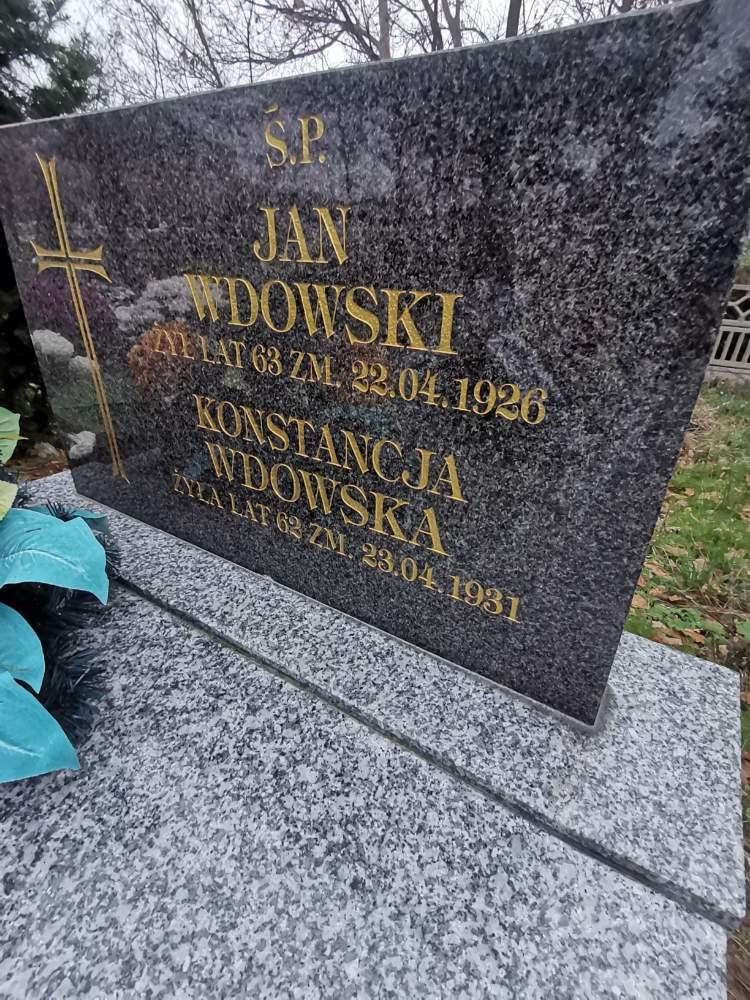 Ś.P.
JAN
WDOWSKI
ŻYŁ LAT 63 ZM. 22.04.1926
KONSTANCJA
WDOWSKA
ŻYŁA LAT 62 ZM. 23.04.1931